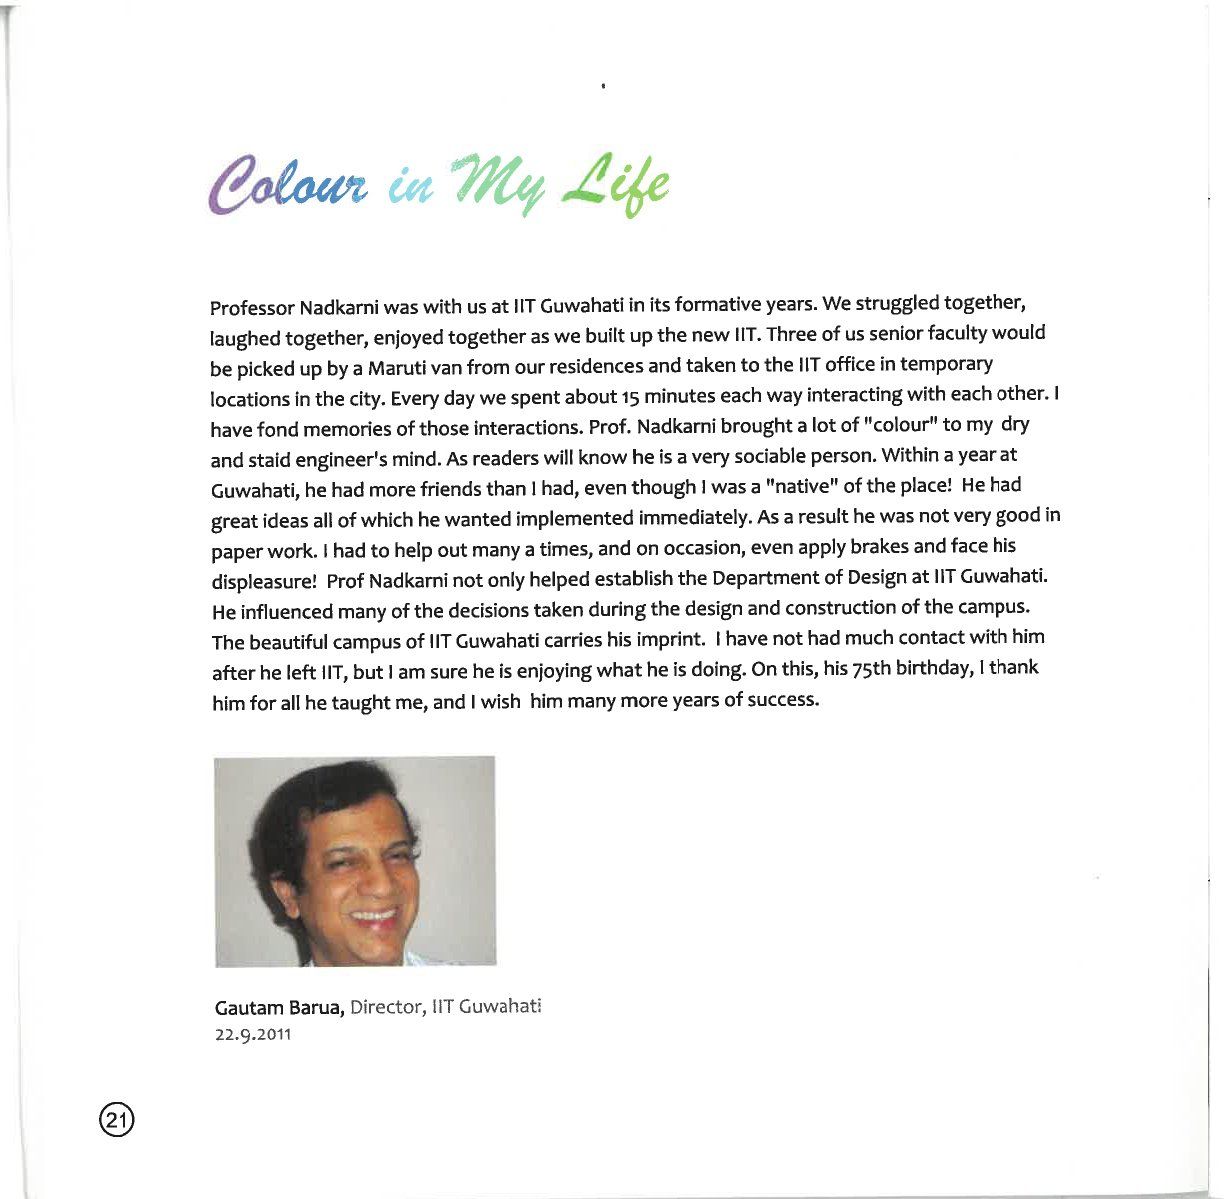 Colour in My Life
Professor Nadkarni was with us at IIT Guwahati in its formative years. We struggled together,
laughed together, enjoyed together as we built up the new IIT. Three of us senior faculty would
be picked up by a Maruti van from our residences and taken to the IIT office in temporary
locations in the city. Every day we spent about 15 minutes each way interacting with each other. I
have fond memories of those interactions. Prof. Nadkarni brought a lot of "colour" to my dry
and staid engineer's mind. As readers will know he is a very sociable person. Within a year at
Guwahati, he had more friends than I had, even though I was a "native" of the place! He had
great ideas all of which he wanted implemented immediately. As a result he was not very good in
paper work. I had to help out many a times, and on occasion, even apply brakes and face his
displeasure! Prof Nadkarni not only helped establish the Department of Design at IIT Guwahati.
He influenced many of the decisions taken during the design and construction of the campus.
The beautiful campus of IIT Guwahati carries his imprint. I have not had much contact with him
after he left IIT, but I am sure he is enjoying what he is doing. On this, his 75th birthday, I thank
him for all he taught me, and I wish him many more years of success.
Gautam Barua, Director, IIT Guwahati
22.9.2011
21